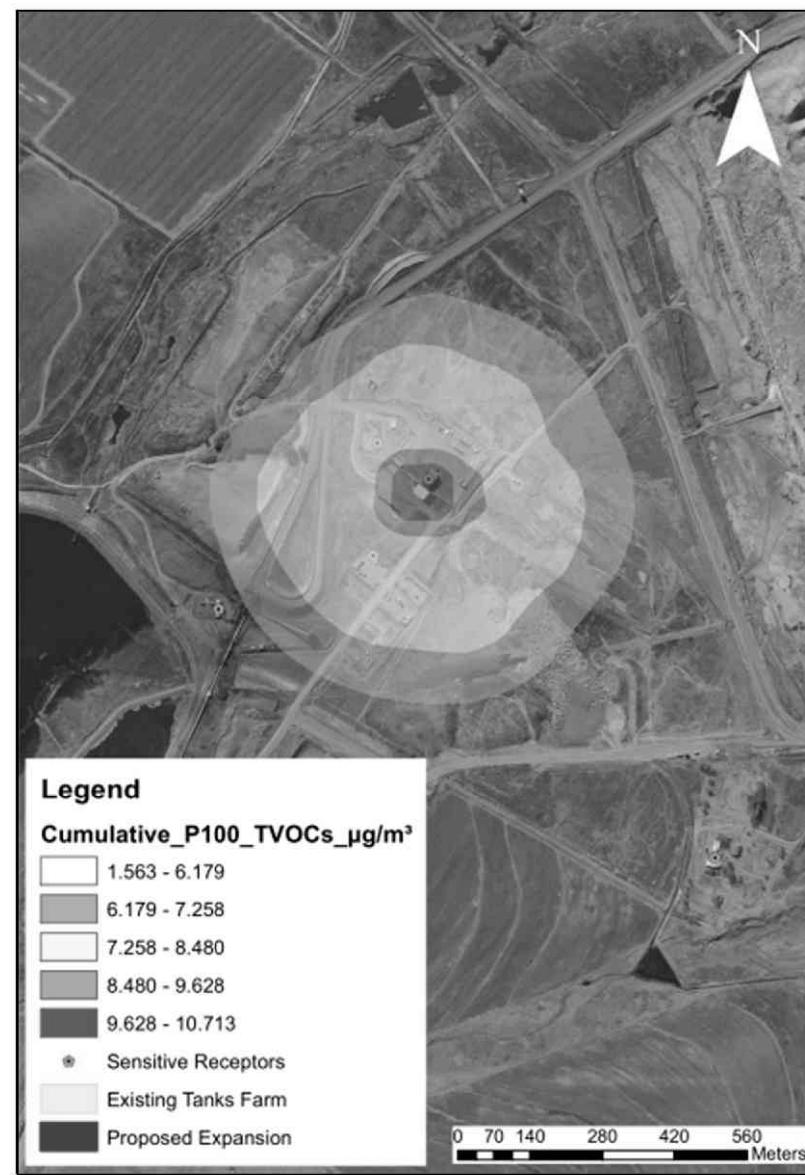 N
Legend
Cumulative_P100_TVOCs_µg/m³
1.563 - 6.179
6.179 - 7.258
7.258 - 8.480
8.480 - 9.628
9.628 - 10.713
Sensitive Receptors
Existing Tanks Farm
Proposed Expansion
0 70 140 280 420 560
Meters